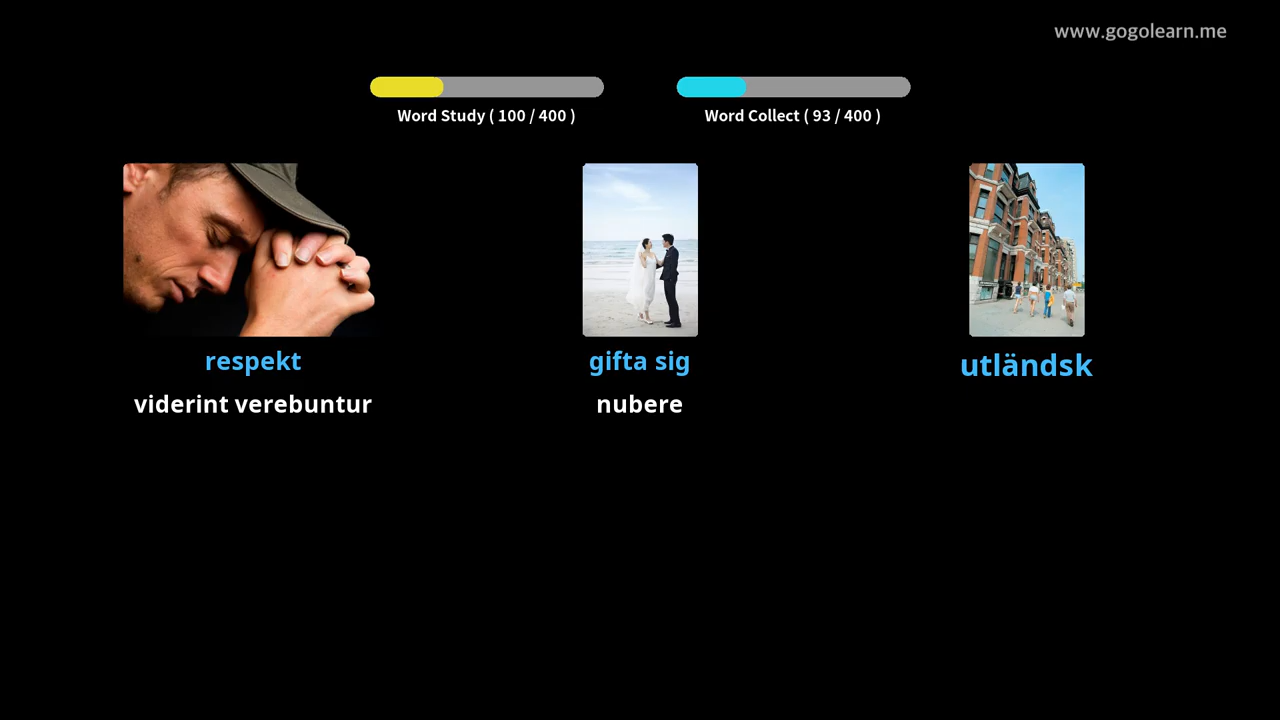 www.gogolearn.me
Word Study ( 100 / 400 )
Word Collect ( 93 / 400 )
respekt
gifta sig
utländsk
viderint verebuntur
nubere